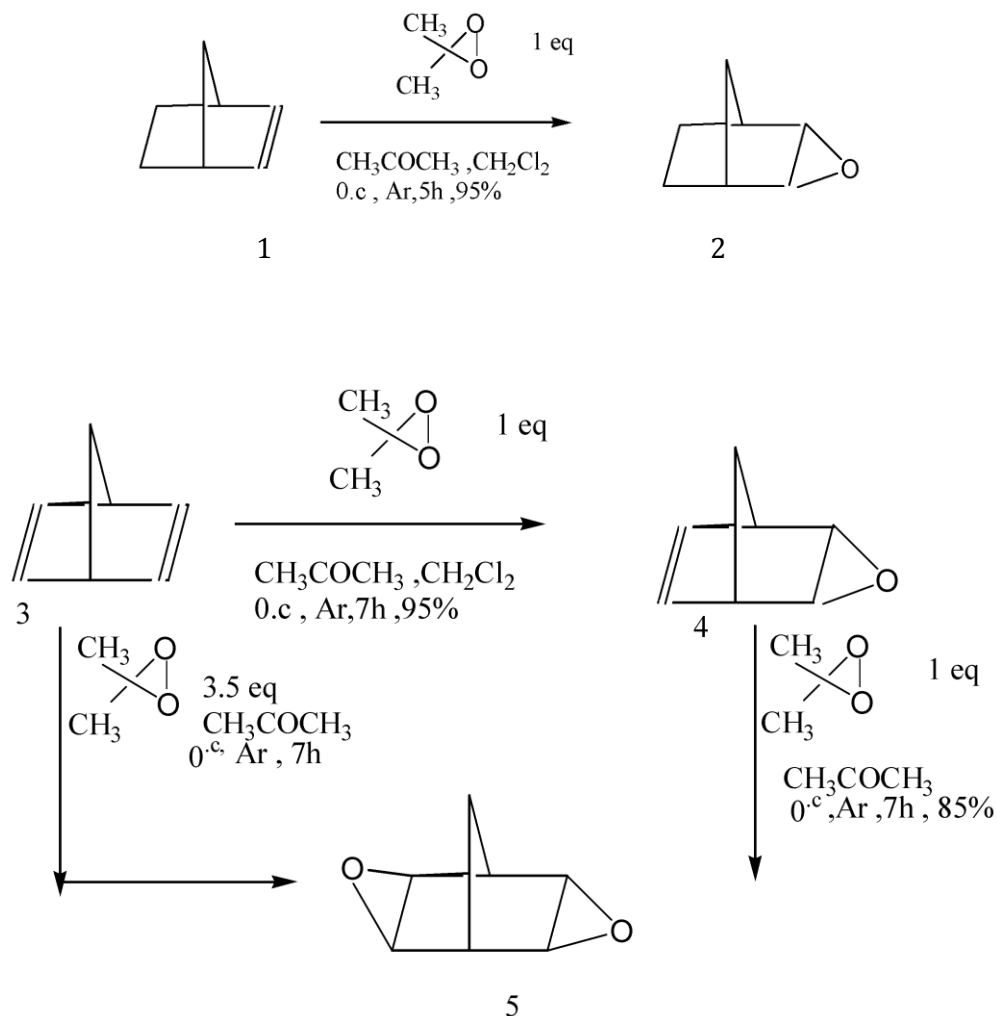 CH3 O
O 1 eq
CH3
CH3COCH3 ,CH2Cl2
0.c , Ar,5h ,95%
O
1
2
CH3 O
O 1 eq
CH3
CH3COCH3 ,CH2Cl2
0.c , Ar,7h ,95%
O
3
4
CH3 O
O
CH3
3.5 eq
CH3COCH3
0·c, Ar , 7h
CH3 O
O 1 eq
CH3
CH3COCH3
0·c ,Ar ,7h , 85%
O
O
5